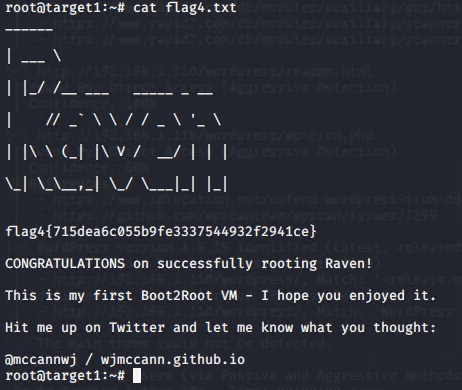 root@target1:~# cat flag4.txt
______
| ___ \
| |_/ /__ ___   _____ _ __
|    // _` \ \ / / _ \ '_ \
| |\ \ (_| |\ V /  __/ | | |
\_| \_\__,_| \_/ \___|_| |_|
flag4{715dea6c055b9fe3337544932f2941ce}
CONGRATULATIONS on successfully rooting Raven!
This is my first Boot2Root VM - I hope you enjoyed it.
Hit me up on Twitter and let me know what you thought:
@mccannwj / wjmccann.github.io
root@target1:~#